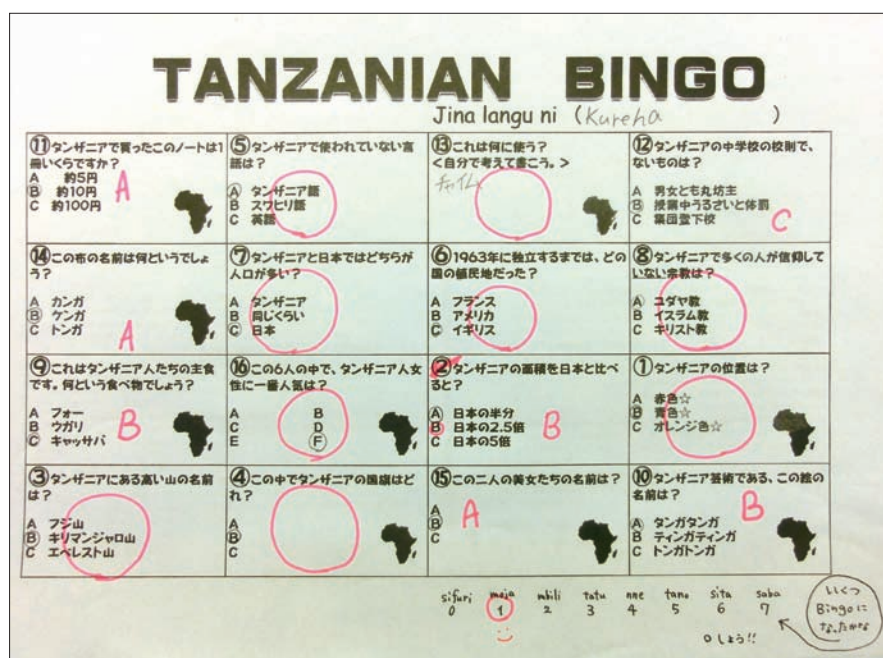 TANZANIAN BINGO
Jina langu ni (Kureha )
⑪タンザニアで買ったこのノートは1
冊いくらですか?
A 約5円
B 約10円
C 約100円
A
⑤タンザニアで使われていない言
語は?
A タンザニア語
B スワヒリ語
C 英語
⑬これは何に使う?
<自分で考えて書こう。>
チャイム
⑫タンザニアの中学校の校則で、
ないものは?
A 男女とも丸坊主
B 授業中うるさいと体罰
C 集団登下校
C
⑭この布の名前は何というでしょ
う?
A カンガ
B ケンガ
C トンガ
A
⑦タンザニアと日本ではどちらが
人口が多い?
A タンザニア
B 同じくらい
C 日本
⑥1963年に独立するまでは、どの
国の植民地だった?
A フランス
B アメリカ
C イギリス
⑧タンザニアで多くの人が信仰して
いない宗教は?
A ユダヤ教
B イスラム教
C キリスト教
⑨これはタンザニア人たちの主食
です。何という食べ物でしょう?
A フォー
B ウガリ
C キャッサバ
B
⑯この6人の中で、タンザニア人女
性に一番人気は?
A B
C D
E F
②タンザニアの面積を日本と比べ
ると?
A 日本の半分
B 日本の2.5倍
C 日本の5倍
B
①タンザニアの位置は?
A 赤色☆
B 青色☆
C オレンジ色☆
③タンザニアにある高い山の名前
は?
A フジ山
B キリマンジャロ山
C エベレスト山
④この中でタンザニアの国旗はど
れ?
A
B
C
⑮この二人の美女たちの名前は?
A
B
C
A
⑩タンザニア芸術である、この絵の
名前は?
A タンガタンガ
B ティンガティンガ
C トンガトンガ
B
sifuri moja mbili tatu nne tano sita saba
0 1 2 3 4 5 6 7
いくつ
Bingoに
なったかな
○しよう!!